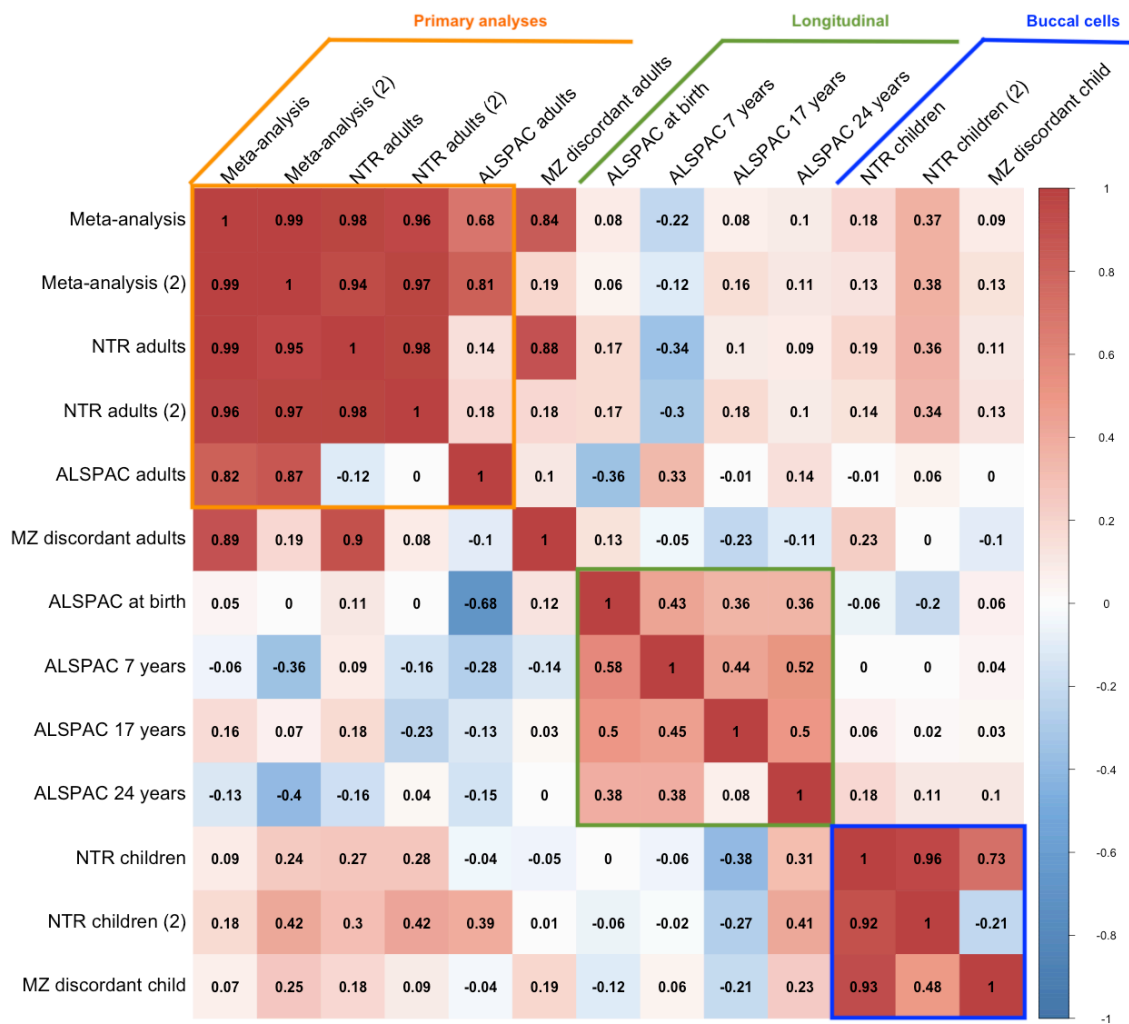 Primary analyses Longitudinal Buccal cells
Meta-analysis Meta-analysis (2) NTR adults NTR adults (2) ALSPAC adults MZ discordant adults ALSPAC at birth ALSPAC 7 years ALSPAC 17 years ALSPAC 24 years NTR children NTR children (2) MZ discordant child
Meta-analysis 1 0.99 0.98 0.96 0.68 0.84 0.08 -0.22 0.08 0.1 0.18 0.37 0.09
Meta-analysis (2) 0.99 1 0.94 0.97 0.81 0.19 0.06 -0.12 0.16 0.11 0.13 0.38 0.13
NTR adults 0.99 0.95 1 0.98 0.14 0.88 0.17 -0.34 0.1 0.09 0.19 0.36 0.11
NTR adults (2) 0.96 0.97 0.98 1 0.18 0.18 0.17 -0.3 0.18 0.1 0.14 0.34 0.13
ALSPAC adults 0.82 0.87 -0.12 0 1 0.1 -0.36 0.33 -0.01 0.14 -0.01 0.06 0
MZ discordant adults 0.89 0.19 0.9 0.08 -0.1 1 0.13 -0.05 -0.23 -0.11 0.23 0 -0.1
ALSPAC at birth 0.05 0 0.11 0 -0.68 0.12 1 0.43 0.36 0.36 -0.06 -0.2 0.06
ALSPAC 7 years -0.06 -0.36 0.09 -0.16 -0.28 -0.14 0.58 1 0.44 0.52 0 0 0.04
ALSPAC 17 years 0.16 0.07 0.18 -0.23 -0.13 0.03 0.5 0.45 1 0.5 0.06 0.02 0.03
ALSPAC 24 years -0.13 -0.4 -0.16 0.04 -0.15 0 0.38 0.38 0.08 1 0.18 0.11 0.1
NTR children 0.09 0.24 0.27 0.28 -0.04 -0.05 0 -0.06 -0.38 0.31 1 0.96 0.73
NTR children (2) 0.18 0.42 0.3 0.42 0.39 0.01 -0.06 -0.02 -0.27 0.41 0.92 1 -0.21
MZ discordant child 0.07 0.25 0.18 0.09 -0.04 0.19 -0.12 0.06 -0.21 0.23 0.93 0.48 1
1
0.8
0.6
0.4
0.2
0
-0.2
-0.4
-0.6
-0.8
-1